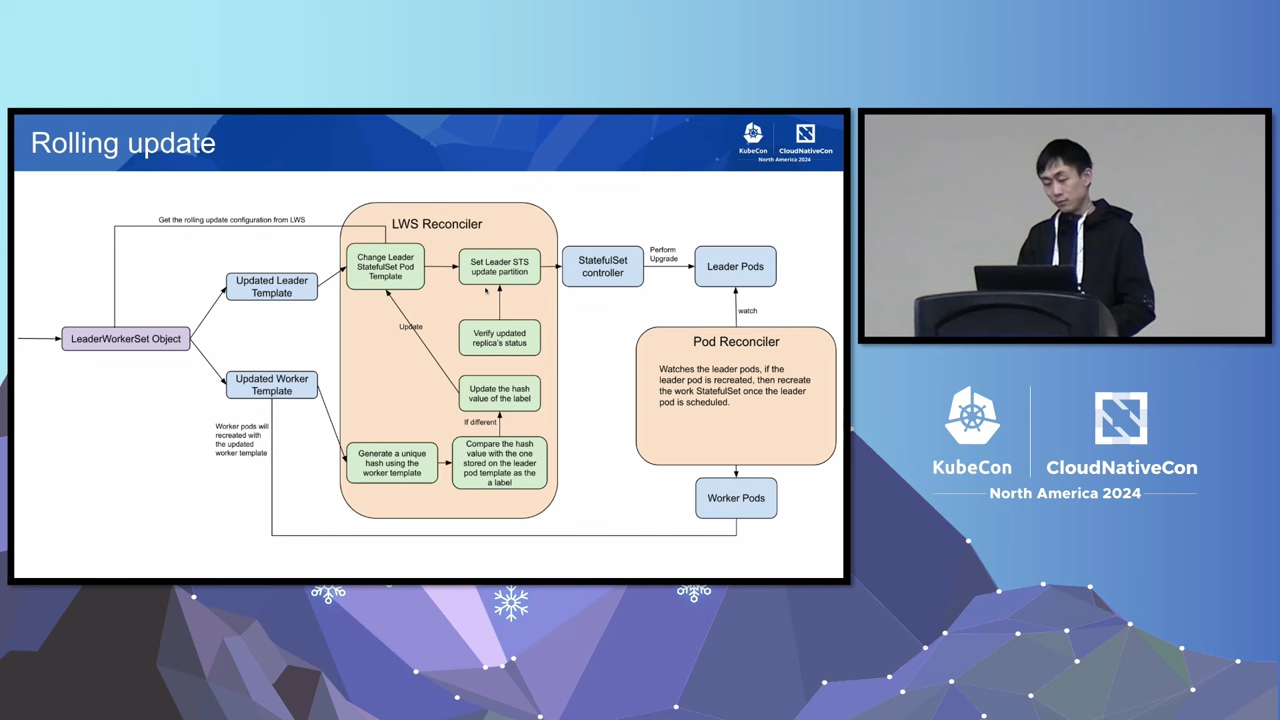 Rolling update
KubeCon
CloudNativeCon
North America 2024
Get the rolling update configuration from LWS
LWS Reconciler
Change Leader
StatefulSet Pod
Template
Set Leader STS
update partition
StatefulSet
controller
Perform
Upgrade
Leader Pods
Updated Leader
Template
watch
Update
LeaderWorkerSet Object
Verify updated
replica's status
Pod Reconciler
Watches the leader pods, if the
leader pod is recreated, then recreate
the work StatefulSet once the leader
pod is scheduled.
Updated Worker
Template
Update the hash
value of the label
If different
Worker pods will
recreated with
the updated
worker template
Generate a unique
hash using the
worker template
Compare the hash
value with the one
stored on the leader
pod template as the
a label
Worker Pods
KubeCon
CloudNativeCon
North America 2024